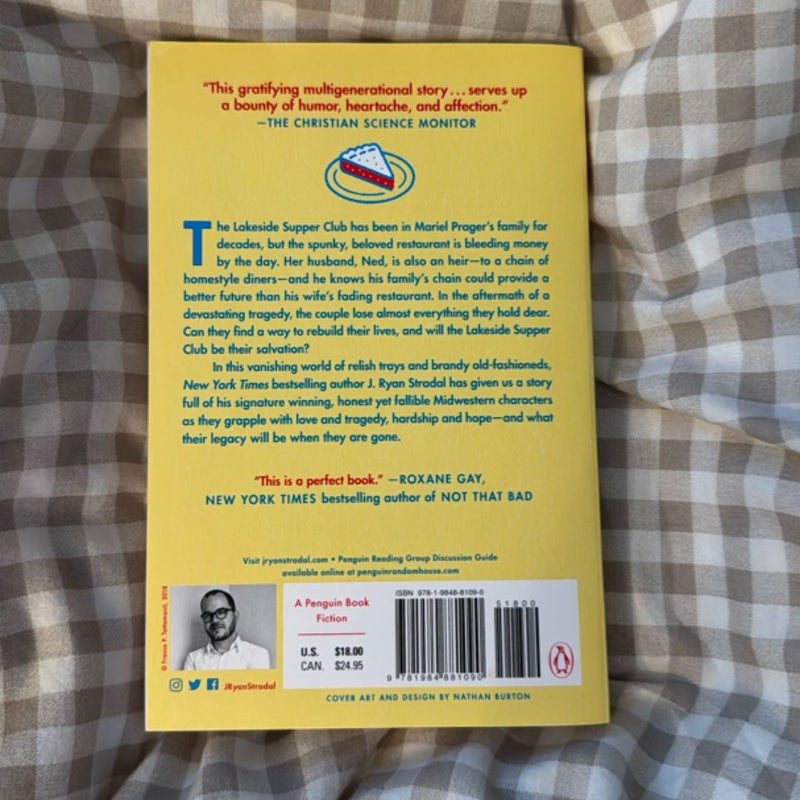 "This gratifying multigenerational story... serves up
a bounty of humor, heartache, and affection."
—THE CHRISTIAN SCIENCE MONITOR
The Lakeside Supper Club has been in Mariel Prager's family for
decades, but the spunky, beloved restaurant is bleeding money
by the day. Her husband, Ned, is also an heir—to a chain of
homestyle diners—and he knows his family's chain could provide a
better future than his wife's fading restaurant. In the aftermath of a
devastating tragedy, the couple lose almost everything they hold dear.
Can they find a way to rebuild their lives, and will the Lakeside Supper
Club be their salvation?
In this vanishing world of relish trays and brandy old-fashioneds,
New York Times bestselling author J. Ryan Stradal has given us a story
full of his signature winning, honest yet fallible Midwestern characters
as they grapple with love and tragedy, hardship and hope—and what
their legacy will be when they are gone.
"This is a perfect book." —ROXANE GAY,
NEW YORK TIMES bestselling author of NOT THAT BAD
Visit jryanstradal.com • Penguin Reading Group Discussion Guide
available online at penguinrandomhouse.com
© Franco P. Tettamanti, 2018
JRyanStradal
A Penguin Book
Fiction
U.S. $18.00
CAN. $24.95
ISBN 978-1-9848-8109-0
51800
9 781984 881090
COVER ART AND DESIGN BY NATHAN BURTON